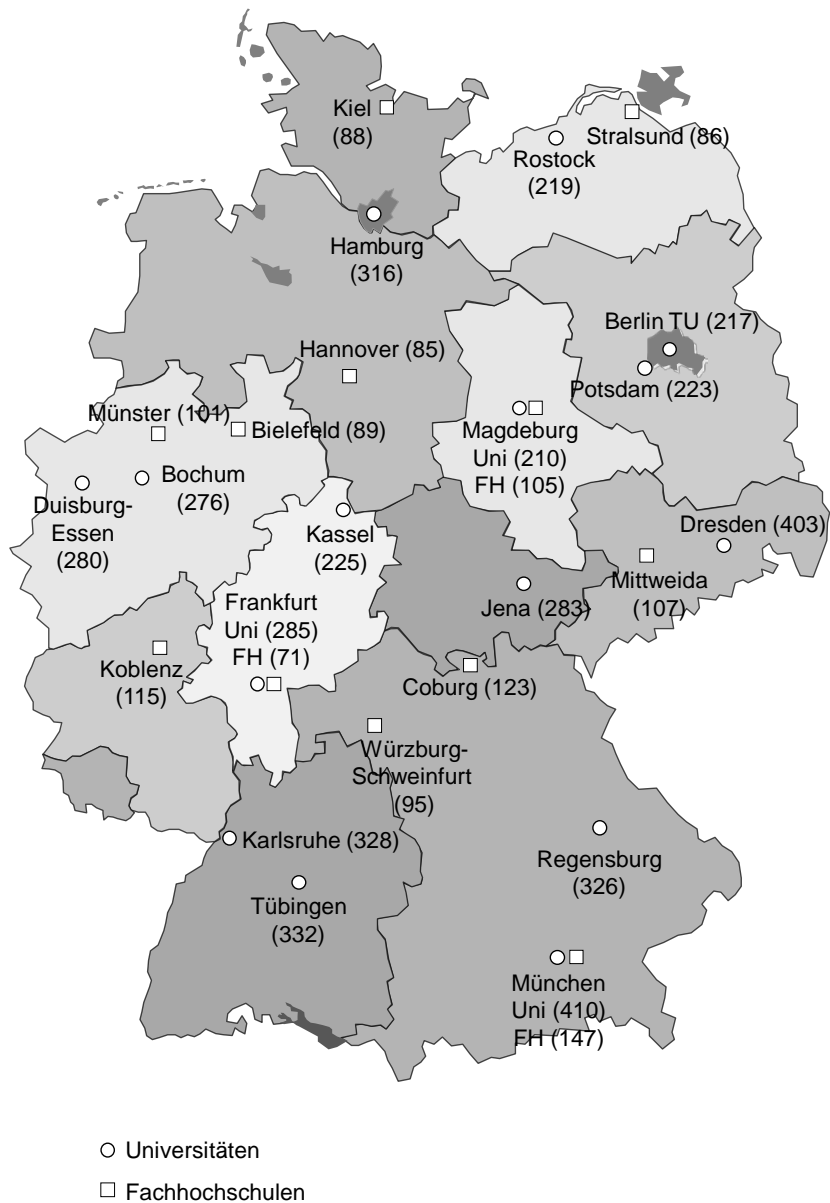 Kiel
(88)
Stralsund (86)
Rostock
(219)
Hamburg
(316)
Berlin TU (217)
Hannover (85)
Potsdam (223)
Münster (101)
Bielefeld (89)
Magdeburg
Uni (210)
FH (105)
Bochum
(276)
Duisburg-
Essen
(280)
Kassel
(225)
Dresden (403)
Mittweida
(107)
Jena (283)
Frankfurt
Uni (285)
FH (71)
Koblenz
(115)
Coburg (123)
Würzburg-
Schweinfurt
(95)
Karlsruhe (328)
Regensburg
(326)
Tübingen
(332)
München
Uni (410)
FH (147)
Universitäten
Fachhochschulen